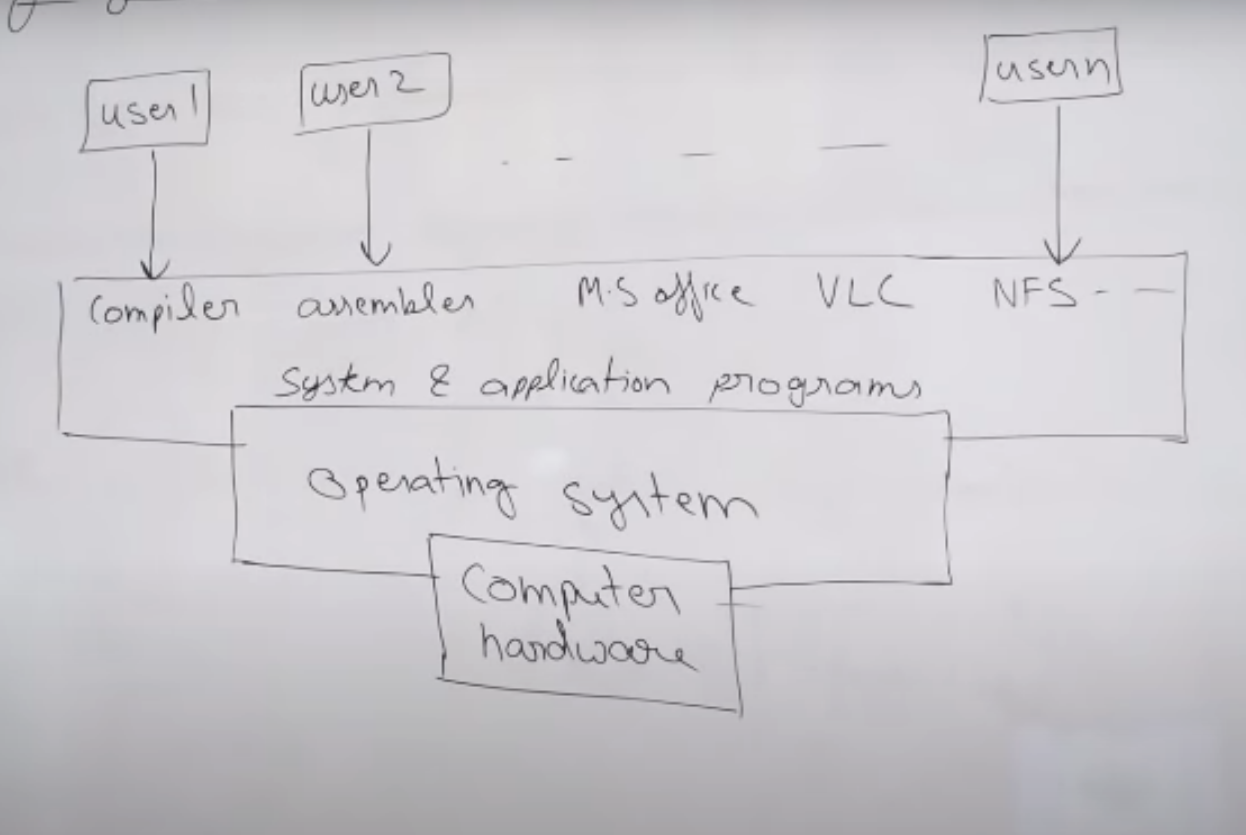 user 1
user 2
user n
Compiler assembler M.S office VLC NFS - -
System & application programs
Operating system
Computer
hardware